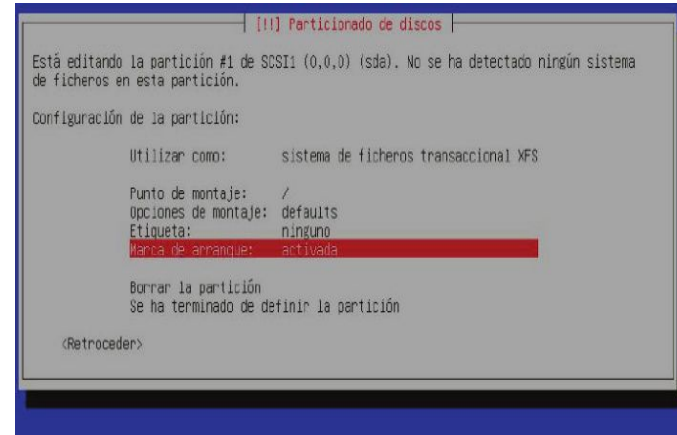 [!!] Particionado de discos
Está editando la partición #1 de SCSI1 (0,0,0) (sda). No se ha detectado ningún sistema
de ficheros en esta partición.
Configuración de la partición:
Utilizar como: sistema de ficheros transaccional XFS
Punto de montaje: /
Opciones de montaje: defaults
Etiqueta: ninguno
Marca de arranque: activada
Borrar la partición
Se ha terminado de definir la partición
<Retroceder>